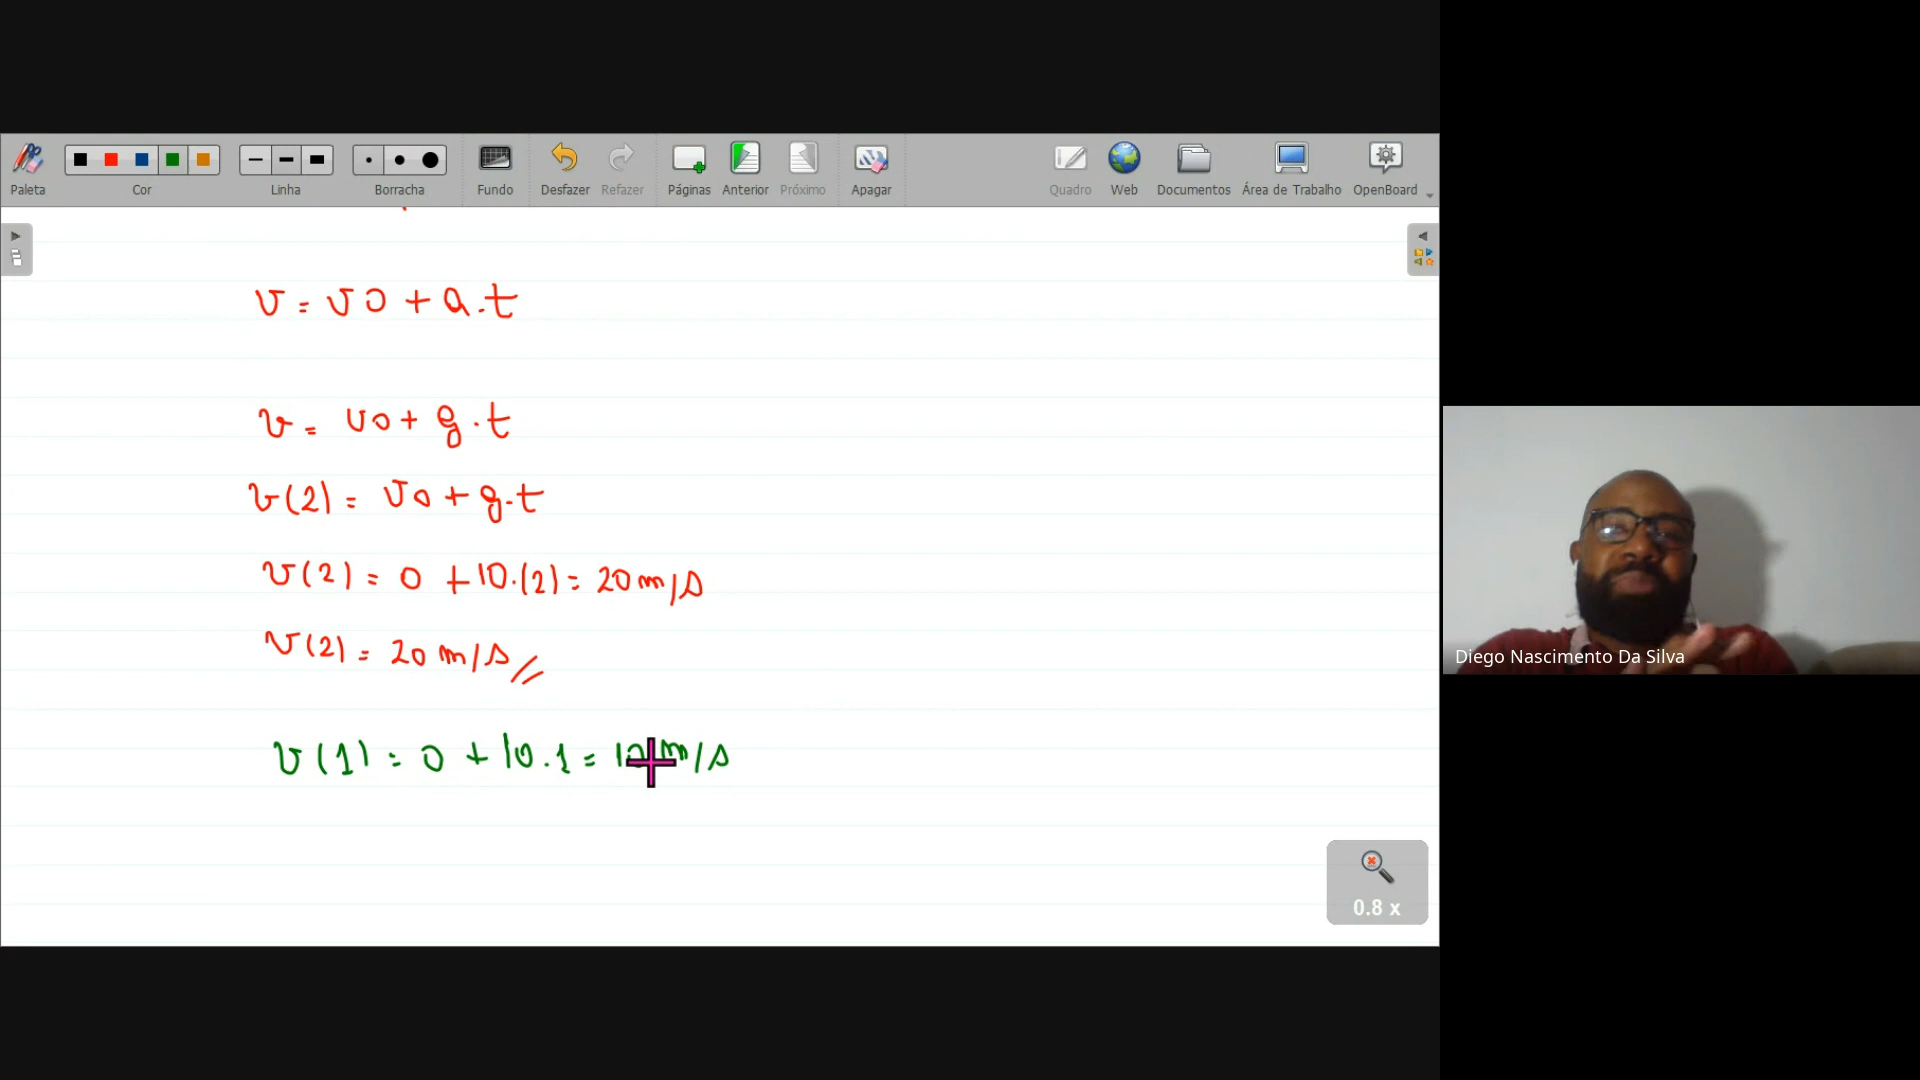 Paleta Cor Linha Borracha Fundo Desfazer Refazer Páginas Anterior Próximo Apagar Quadro Web Documentos Área de Trabalho OpenBoard
v = v0 + a.t
v = v0 + g.t
v(2) = v0 + g.t
v(2) = 0 + 10.(2) = 20 m/s
v(2) = 20 m/s //
v(1) = 0 + 10.1 = 10 m/s
Diego Nascimento Da Silva
0.8 x